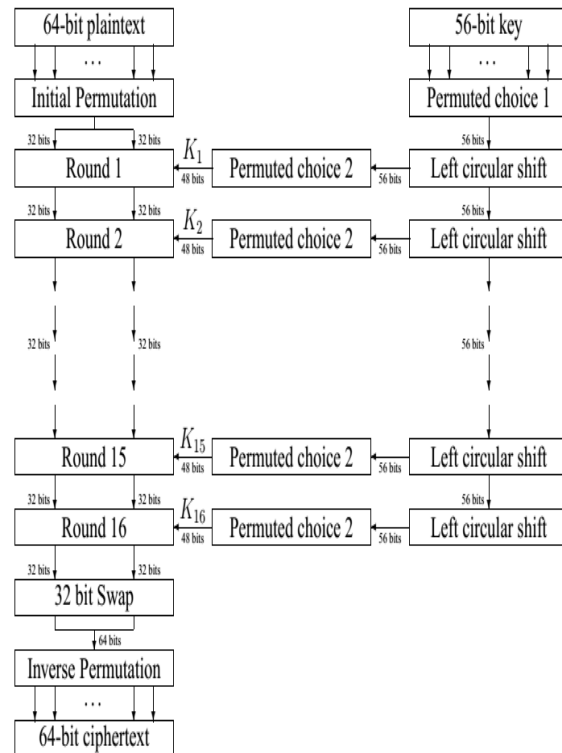 64-bit plaintext
56-bit key
...
...
Initial Permutation
Permuted choice 1
32 bits
32 bits
56 bits
Round 1
K₁
48 bits
Permuted choice 2
56 bits
Left circular shift
32 bits
32 bits
56 bits
Round 2
K₂
48 bits
Permuted choice 2
56 bits
Left circular shift
32 bits
32 bits
56 bits
Round 15
K₁₅
48 bits
Permuted choice 2
56 bits
Left circular shift
32 bits
32 bits
56 bits
Round 16
K₁₆
48 bits
Permuted choice 2
56 bits
Left circular shift
32 bits
32 bits
32 bit Swap
64 bits
Inverse Permutation
...
64-bit ciphertext